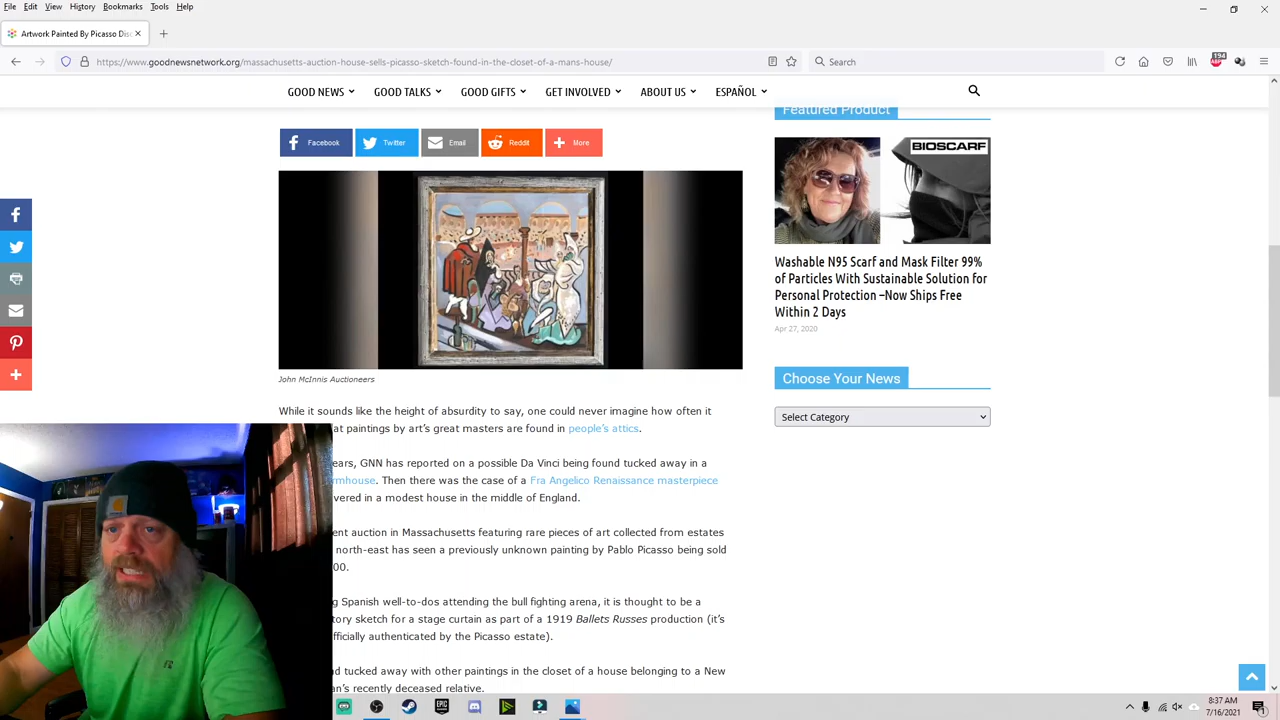 File Edit View History Bookmarks Tools Help
Artwork Painted By Picasso Disc
https://www.goodnewsnetwork.org/massachusetts-auction-house-sells-picasso-sketch-found-in-the-closet-of-a-mans-house/
Search
194
ABP
GOOD NEWS GOOD TALKS GOOD GIFTS GET INVOLVED ABOUT US ESPAÑOL
Featured Product
Facebook Twitter Email Reddit More
BIOSCARF
Washable N95 Scarf and Mask Filter 99%
of Particles With Sustainable Solution for
Personal Protection –Now Ships Free
Within 2 Days
Apr 27, 2020
Choose Your News
Select Category
John McInnis Auctioneers
While it sounds like the height of absurdity to say, one could never imagine how often it
at paintings by art's great masters are found in people's attics.
ears, GNN has reported on a possible Da Vinci being found tucked away in a
rmhouse. Then there was the case of a Fra Angelico Renaissance masterpiece
vered in a modest house in the middle of England.
ent auction in Massachusetts featuring rare pieces of art collected from estates
north-east has seen a previously unknown painting by Pablo Picasso being sold
00.
g Spanish well-to-dos attending the bull fighting arena, it is thought to be a
tory sketch for a stage curtain as part of a 1919 Ballets Russes production (it's
fficially authenticated by the Picasso estate).
nd tucked away with other paintings in the closet of a house belonging to a New
an's recently deceased relative.
8:37 AM
7/16/2021